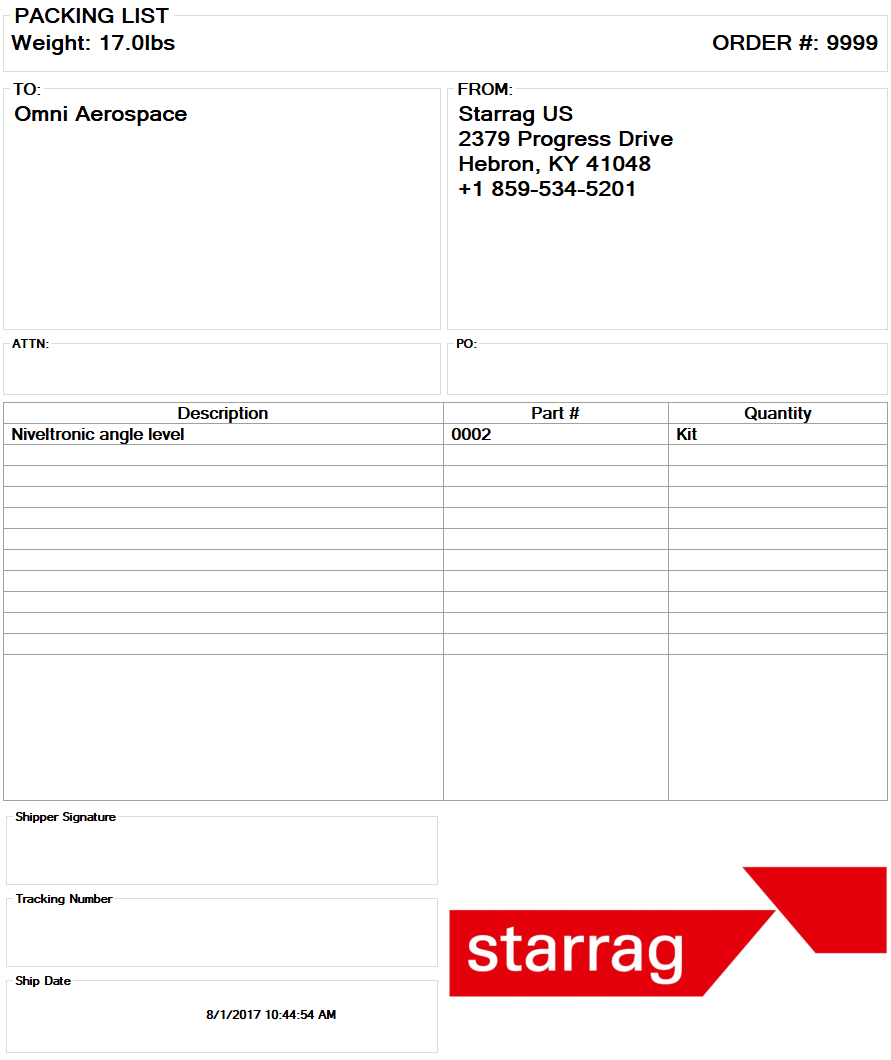 PACKING LIST
Weight: 17.0lbs ORDER #: 9999
TO:
Omni Aerospace
FROM:
Starrag US
2379 Progress Drive
Hebron, KY 41048
+1 859-534-5201
ATTN:
PO:
Description Part # Quantity
Niveltronic angle level 0002 Kit
Shipper Signature
Tracking Number
Ship Date
8/1/2017 10:44:54 AM
starrag